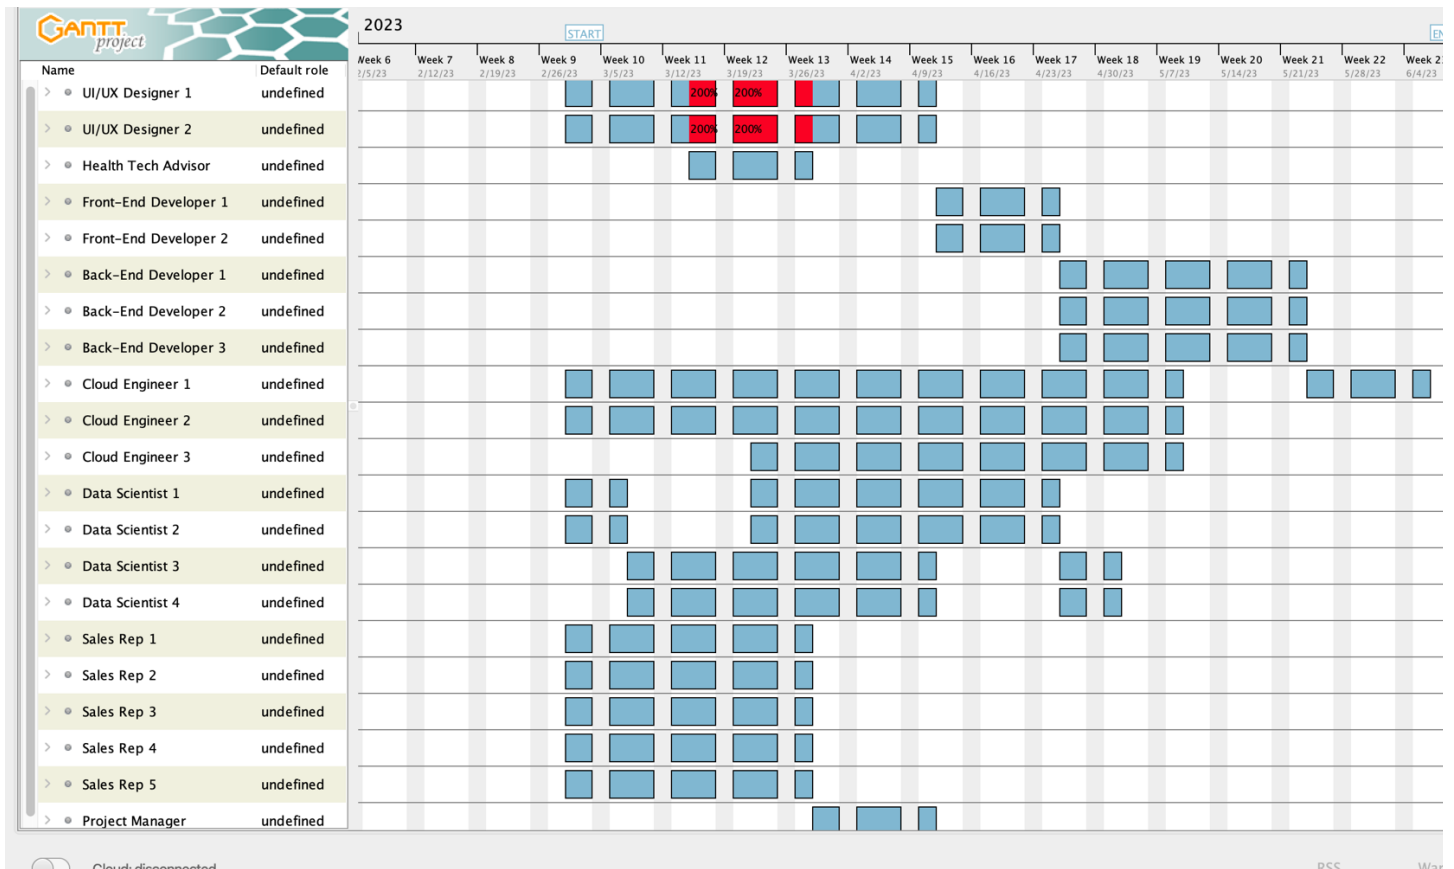 GANTT
project
2023
START
EN
Week 6
Week 7
Week 8
Week 9
Week 10
Week 11
Week 12
Week 13
Week 14
Week 15
Week 16
Week 17
Week 18
Week 19
Week 20
Week 21
Week 22
Week 2
Name
Default role
2/5/23
2/12/23
2/19/23
2/26/23
3/5/23
3/12/23
3/19/23
3/26/23
4/2/23
4/9/23
4/16/23
4/23/23
4/30/23
5/7/23
5/14/23
5/21/23
5/28/23
6/4/23
UI/UX Designer 1 undefined 200% 200%
UI/UX Designer 2 undefined 200% 200%
Health Tech Advisor undefined
Front-End Developer 1 undefined
Front-End Developer 2 undefined
Back-End Developer 1 undefined
Back-End Developer 2 undefined
Back-End Developer 3 undefined
Cloud Engineer 1 undefined
Cloud Engineer 2 undefined
Cloud Engineer 3 undefined
Data Scientist 1 undefined
Data Scientist 2 undefined
Data Scientist 3 undefined
Data Scientist 4 undefined
Sales Rep 1 undefined
Sales Rep 2 undefined
Sales Rep 3 undefined
Sales Rep 4 undefined
Sales Rep 5 undefined
Project Manager undefined
Cloud: disconnected
RSS
War